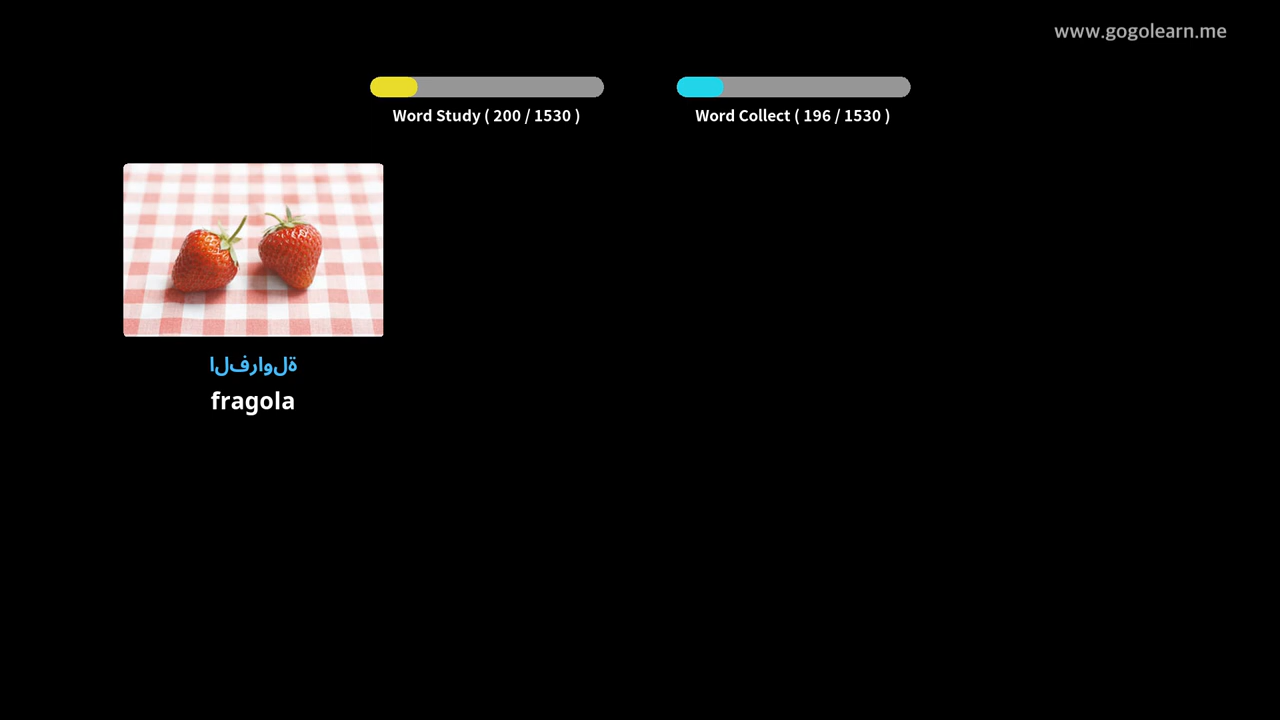 www.gogolearn.me
Word Study ( 200 / 1530 )
Word Collect ( 196 / 1530 )
الفراولة
fragola